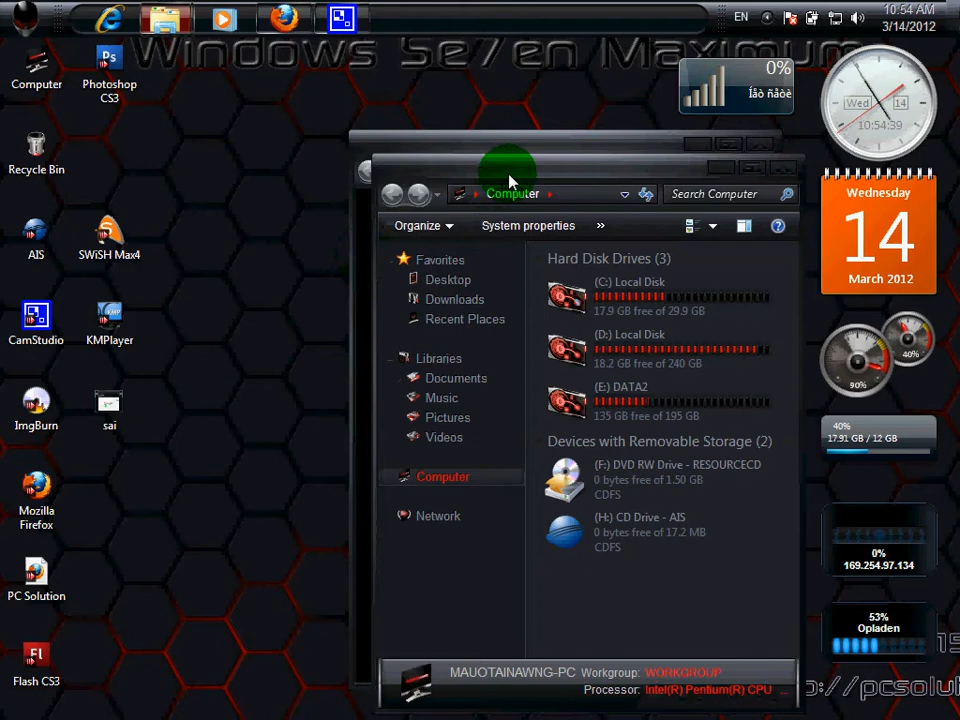 EN
10:54 AM
3/14/2012
Windows Se7en Maximum
Computer
Photoshop CS3
Recycle Bin
AIS
SWiSH Max4
CamStudio
KMPlayer
ImgBurn
sai
Mozilla Firefox
PC Solution
Flash CS3
0%
Íåò ñåòè
Wed 14
10:54:39
Wednesday
14
March 2012
90%
40%
40%
17.91 GB / 12 GB
0%
169.254.97.134
53%
Opladen
Computer
Search Computer
Organize
System properties
»
Favorites
Desktop
Downloads
Recent Places
Libraries
Documents
Music
Pictures
Videos
Computer
Network
Hard Disk Drives (3)
(C:) Local Disk
17.9 GB free of 29.9 GB
(D:) Local Disk
18.2 GB free of 240 GB
(E:) DATA2
135 GB free of 195 GB
Devices with Removable Storage (2)
(F:) DVD RW Drive - RESOURCECD
0 bytes free of 1.50 GB
CDFS
(H:) CD Drive - AIS
0 bytes free of 17.2 MB
CDFS
MAUOTAINAWNG-PC Workgroup: WORKGROUP
Processor: Intel(R) Pentium(R) CPU ...